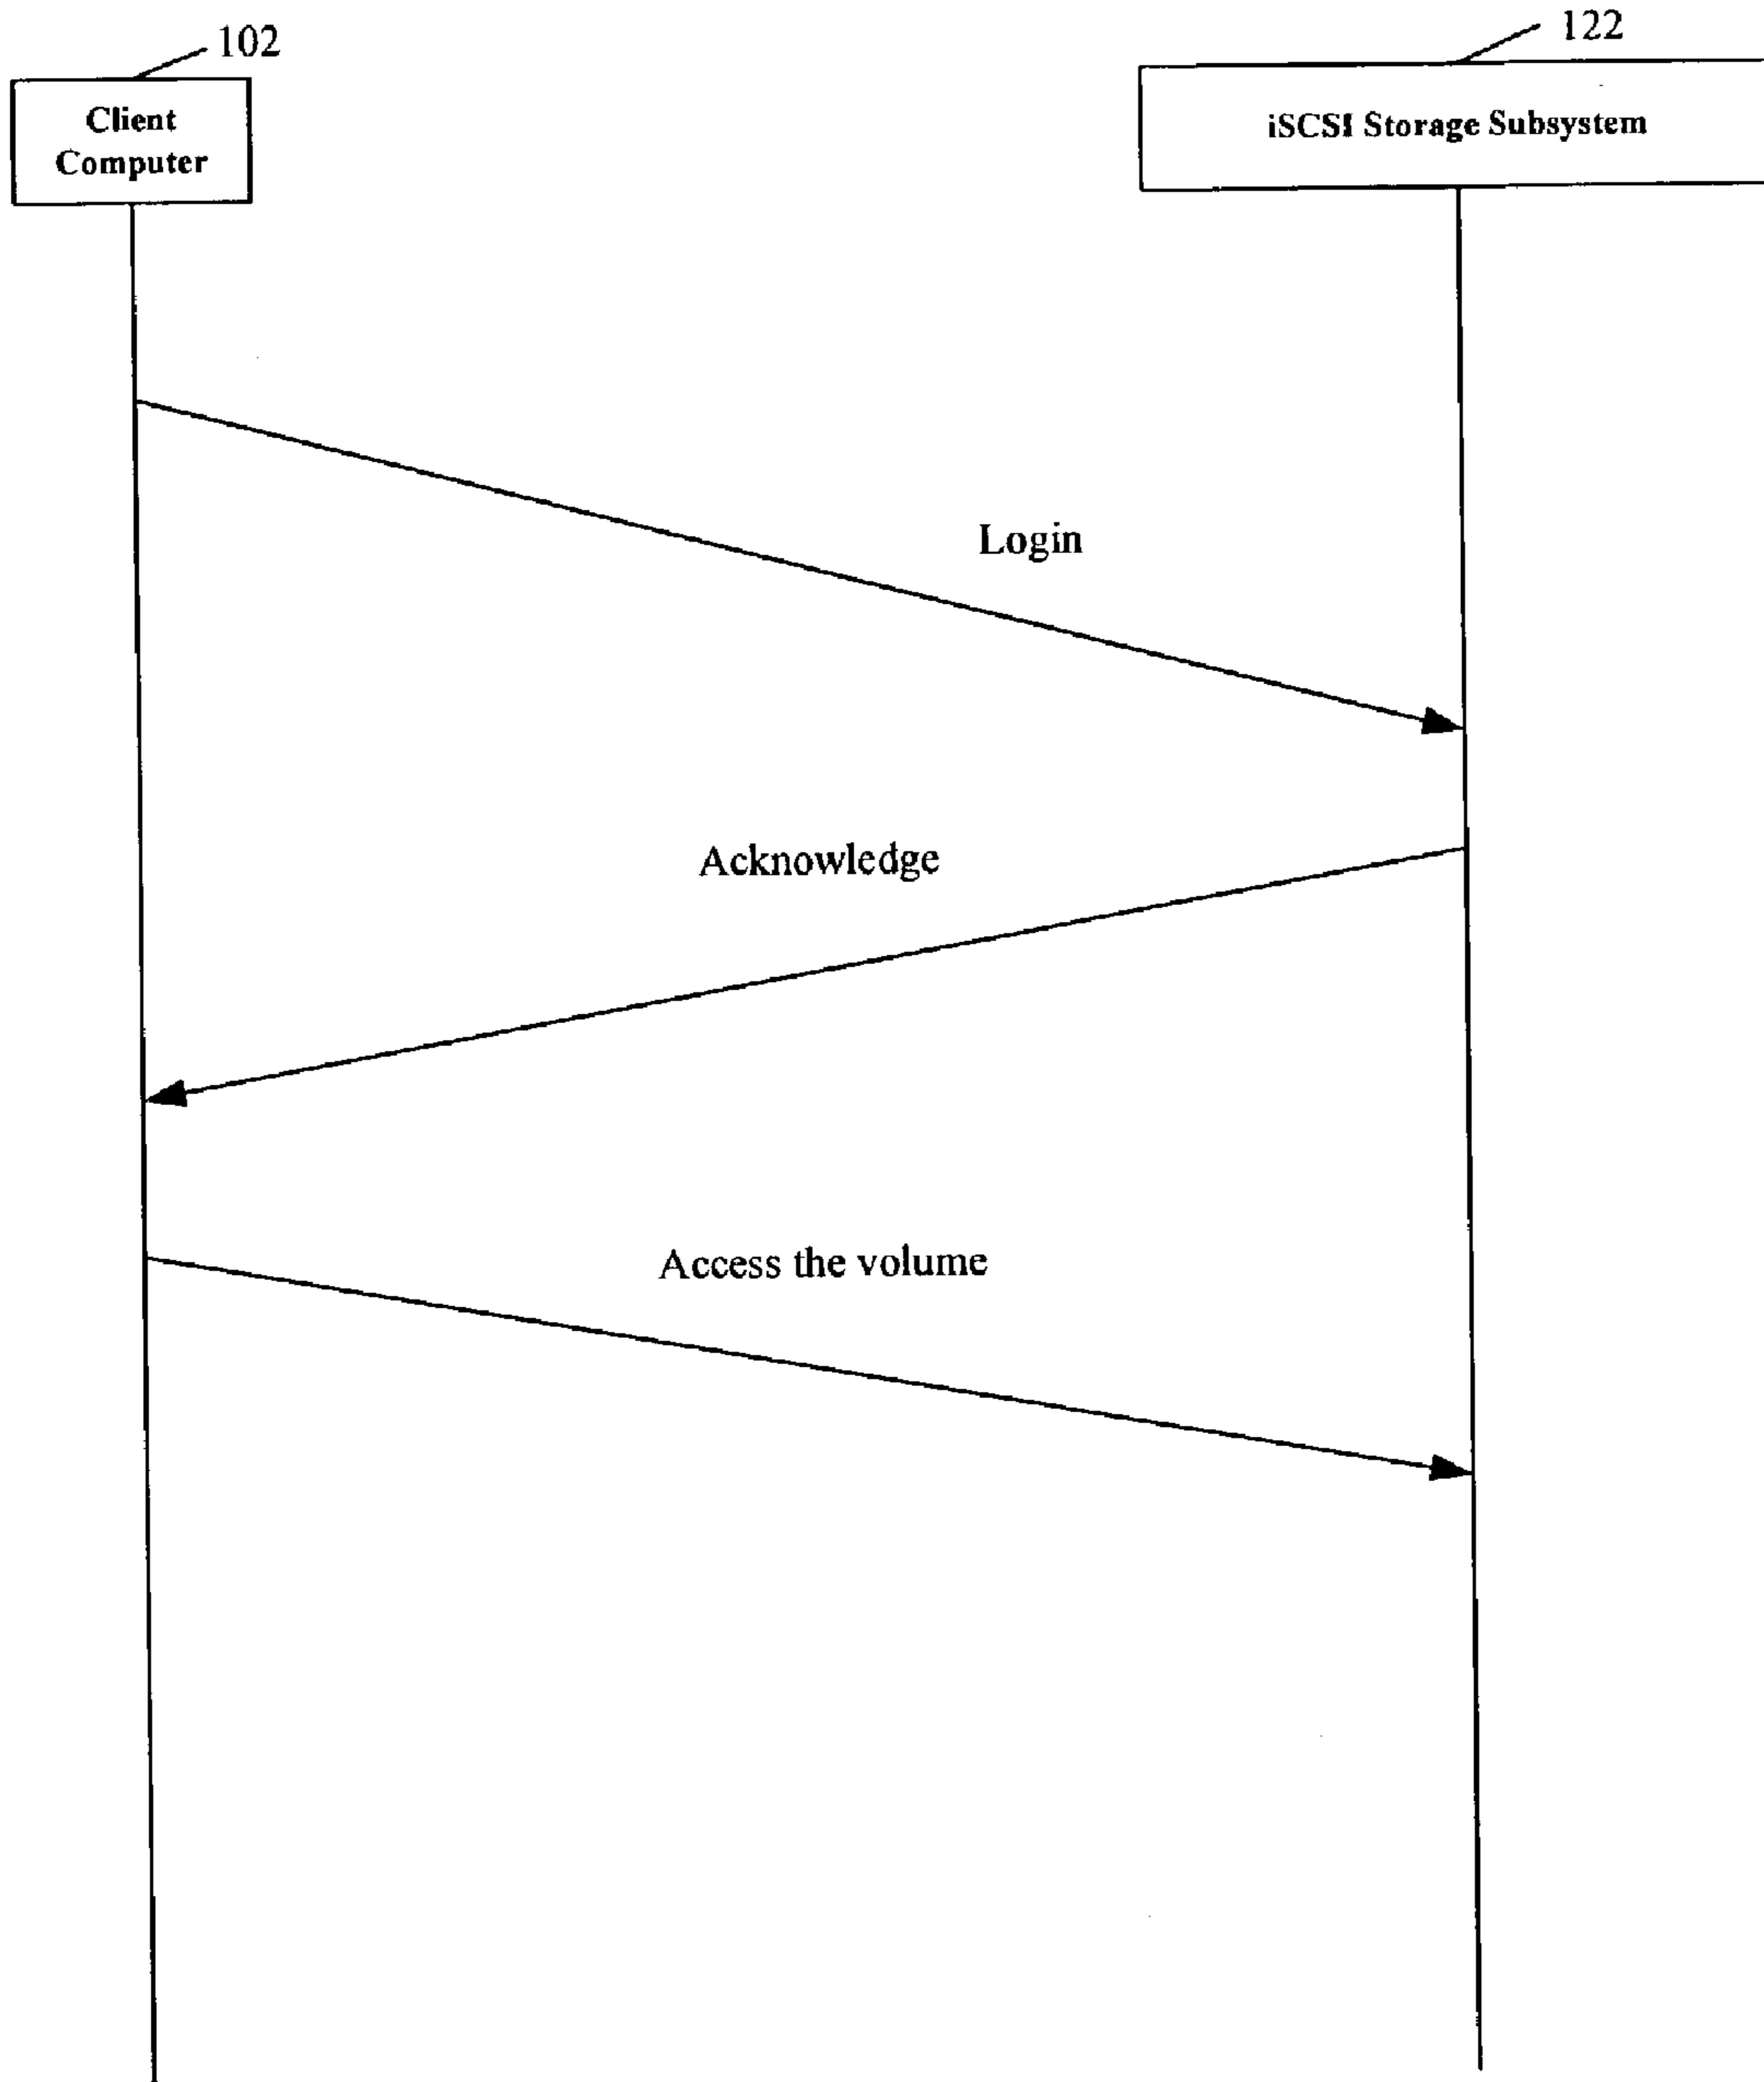 102
122
Client
Computer
iSCSI Storage Subsystem
Login
Acknowledge
Access the volume